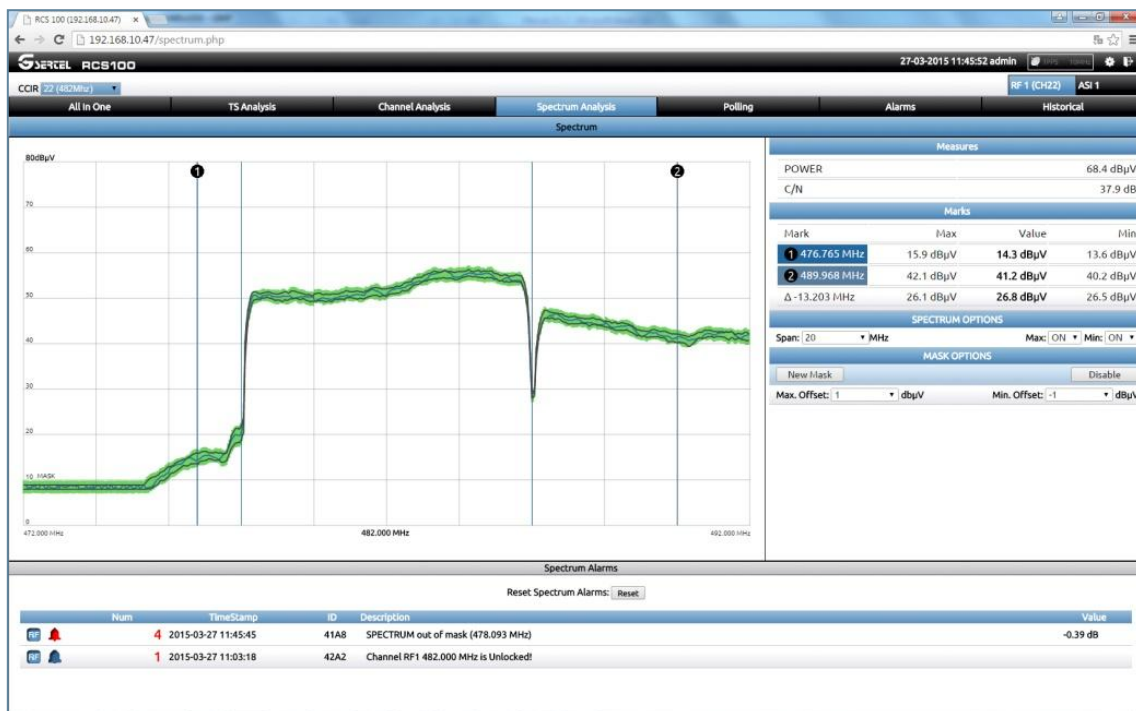 RCS 100 (192.168.10.47) ×
192.168.10.47/spectrum.php
SERTEL RCS100
27-03-2015 11:45:52 admin
CCIR 22 (482Mhz)
RF 1 (CH22) ASI 1
All In One TS Analysis Channel Analysis Spectrum Analysis Polling Alarms Historical
Spectrum
80dBµV
70
60
50
40
30
20
10 MASK
0
1
2
472.000 MHz 482.000 MHz 492.000 MHz
Measures
POWER 68.4 dBµV
C/N 37.9 dB
Marks
Mark Max Value Min
1 476.765 MHz 15.9 dBµV 14.3 dBµV 13.6 dBµV
2 489.968 MHz 42.1 dBµV 41.2 dBµV 40.2 dBµV
Δ -13.203 MHz 26.1 dBµV 26.8 dBµV 26.5 dBµV
SPECTRUM OPTIONS
Span: 20 MHz Max: ON Min: ON
MASK OPTIONS
New Mask Disable
Max. Offset: 1 dbµV Min. Offset: -1 dBµV
Spectrum Alarms
Reset Spectrum Alarms: Reset
Num TimeStamp ID Description Value
RF 4 2015-03-27 11:45:45 41A8 SPECTRUM out of mask (478.093 MHz) -0.39 dB
RF 1 2015-03-27 11:03:18 42A2 Channel RF1 482.000 MHz is Unlocked!